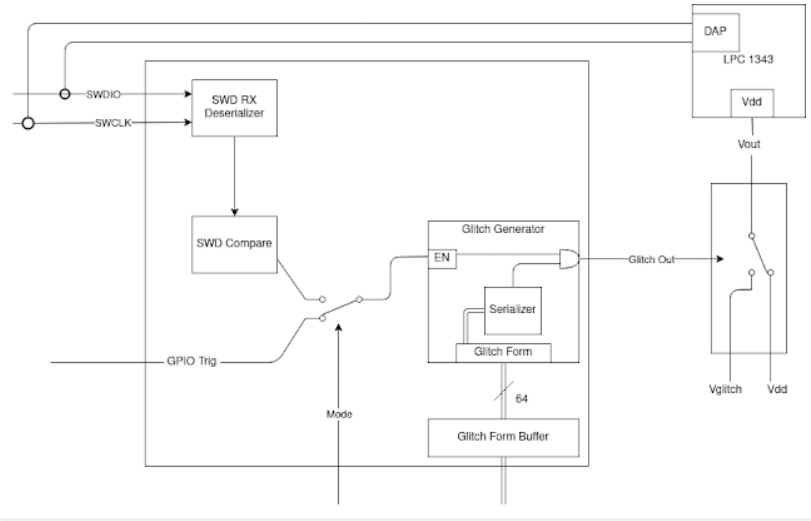 DAP
LPC 1343
Vdd
Vout
SWDIO
SWCLK
SWD RX
Deserializer
SWD Compare
Glitch Generator
EN
Glitch Out
Serializer
Glitch Form
GPIO Trig
Vglitch
Vdd
64
Mode
Glitch Form Buffer